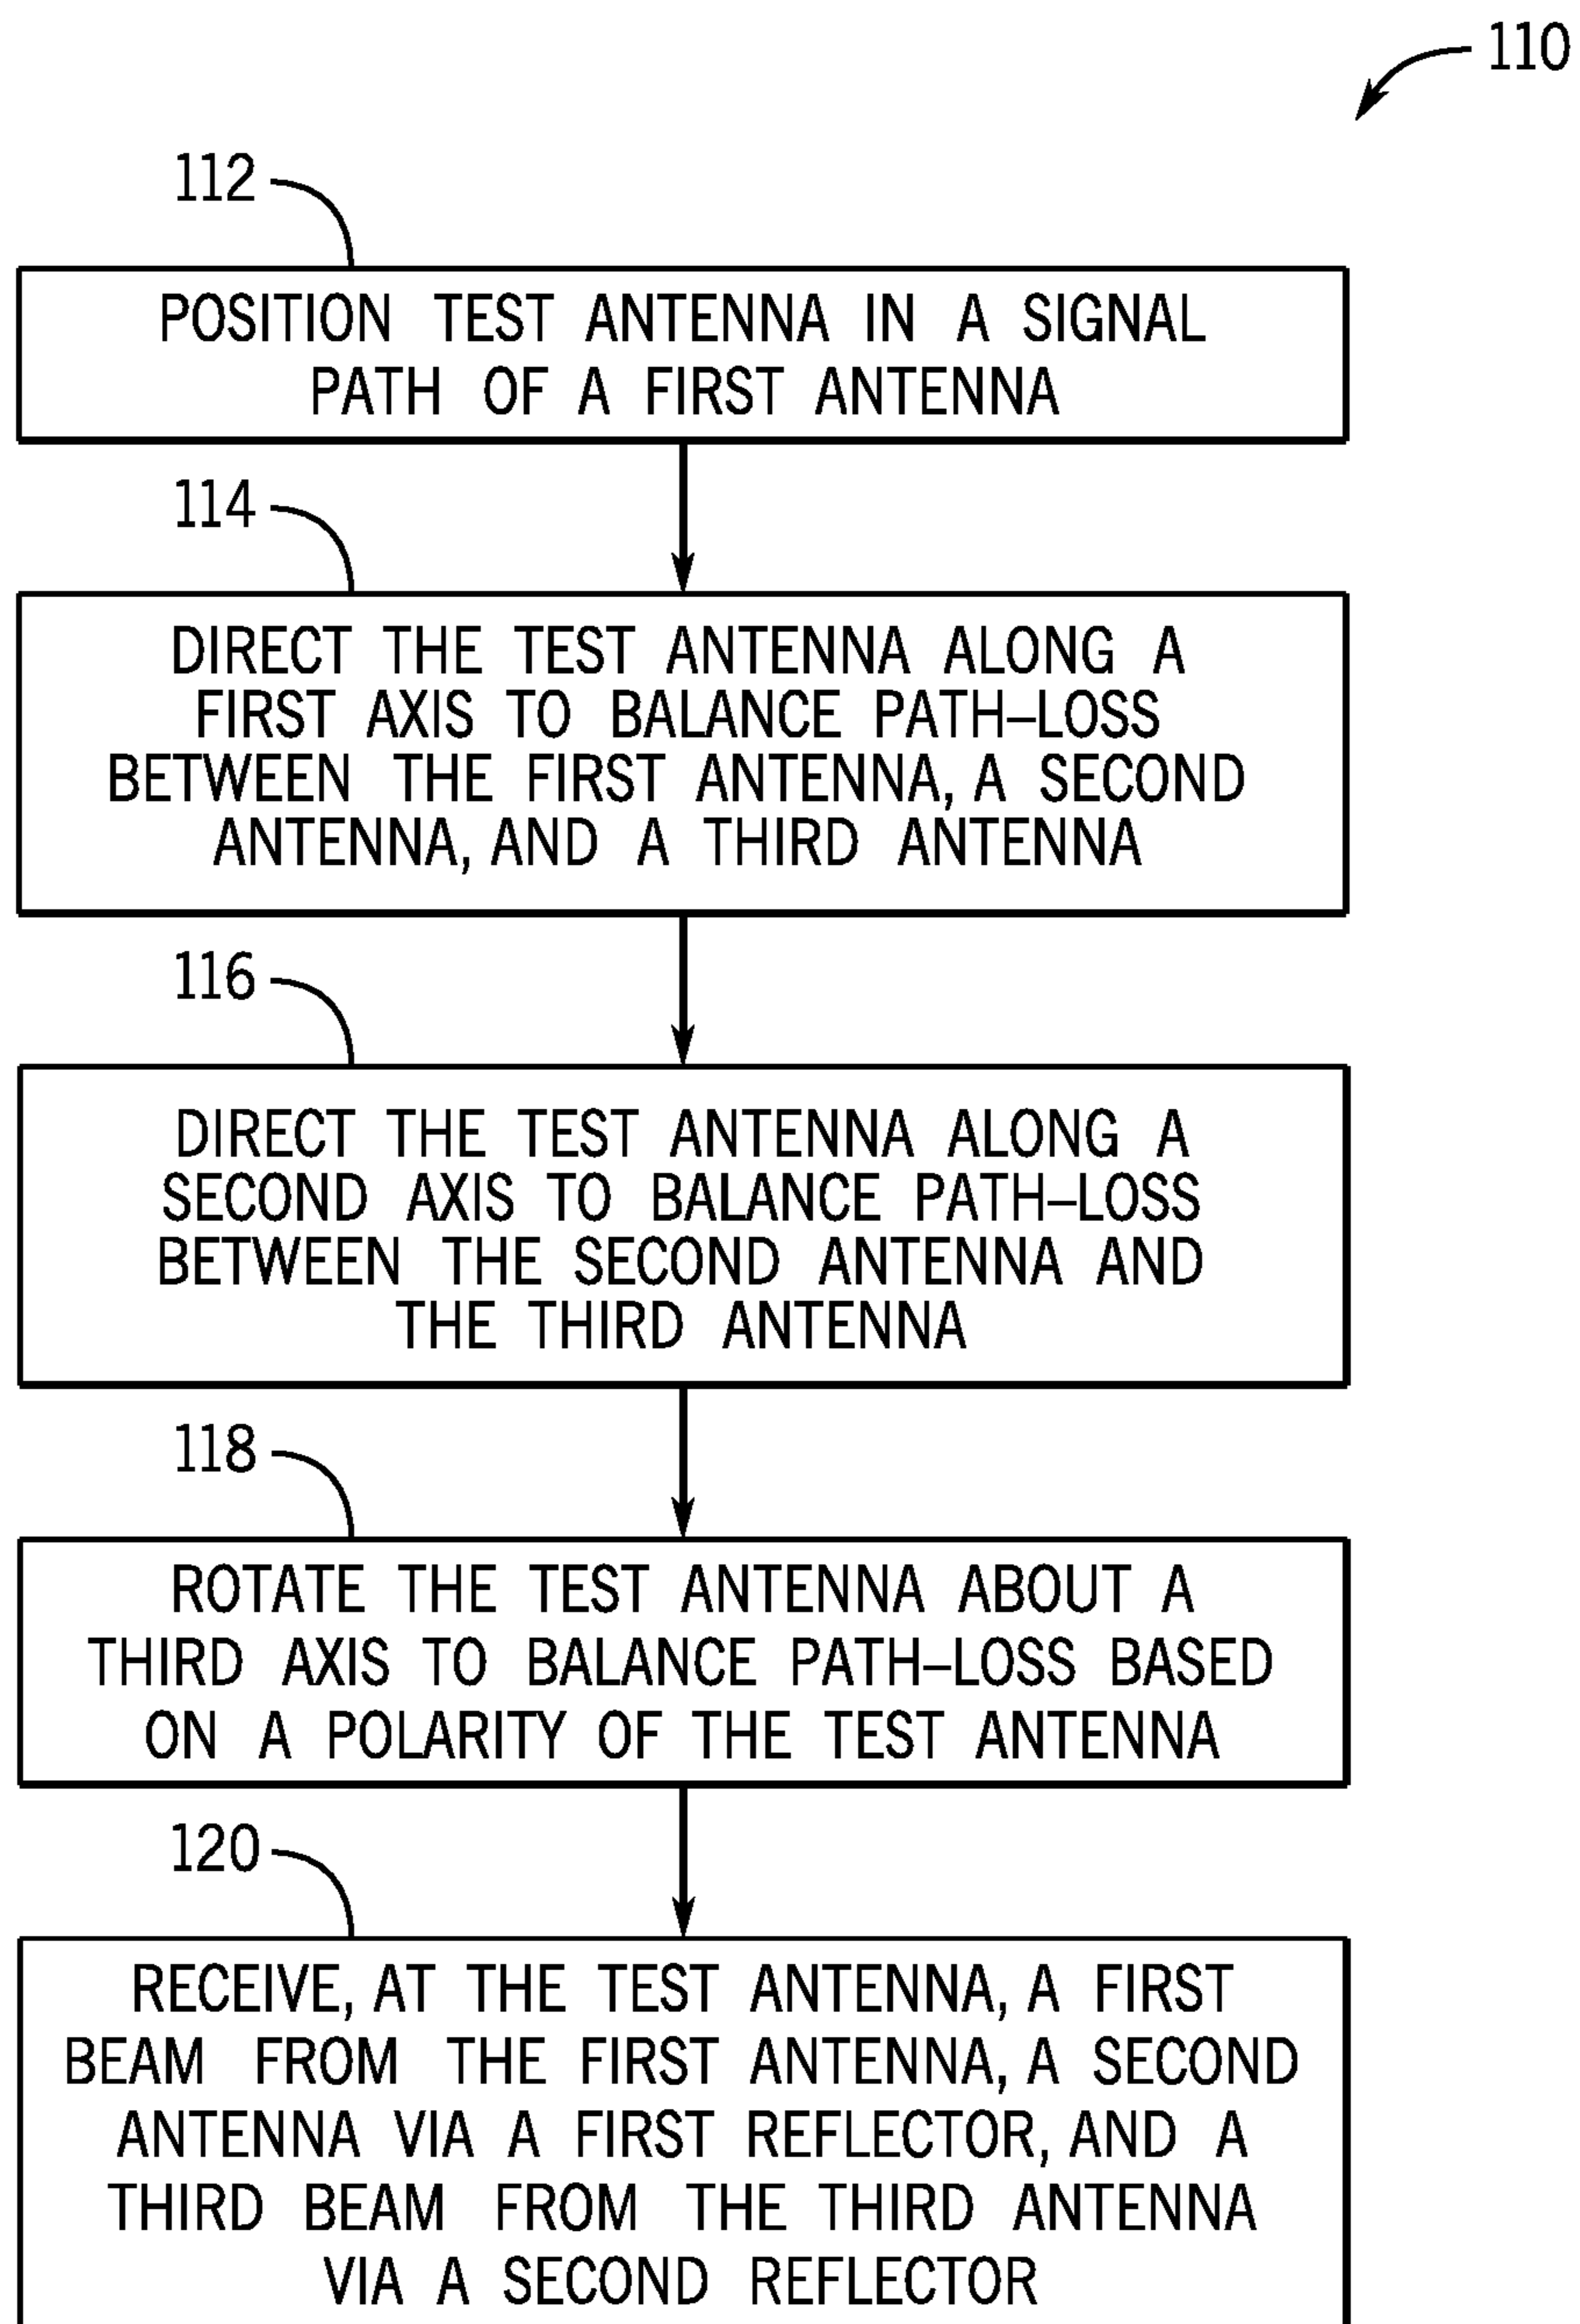 110
112
POSITION TEST ANTENNA IN A SIGNAL
PATH OF A FIRST ANTENNA
114
DIRECT THE TEST ANTENNA ALONG A
FIRST AXIS TO BALANCE PATH–LOSS
BETWEEN THE FIRST ANTENNA, A SECOND
ANTENNA, AND A THIRD ANTENNA
116
DIRECT THE TEST ANTENNA ALONG A
SECOND AXIS TO BALANCE PATH–LOSS
BETWEEN THE SECOND ANTENNA AND
THE THIRD ANTENNA
118
ROTATE THE TEST ANTENNA ABOUT A
THIRD AXIS TO BALANCE PATH–LOSS BASED
ON A POLARITY OF THE TEST ANTENNA
120
RECEIVE, AT THE TEST ANTENNA, A FIRST
BEAM FROM THE FIRST ANTENNA, A SECOND
ANTENNA VIA A FIRST REFLECTOR, AND A
THIRD BEAM FROM THE THIRD ANTENNA
VIA A SECOND REFLECTOR